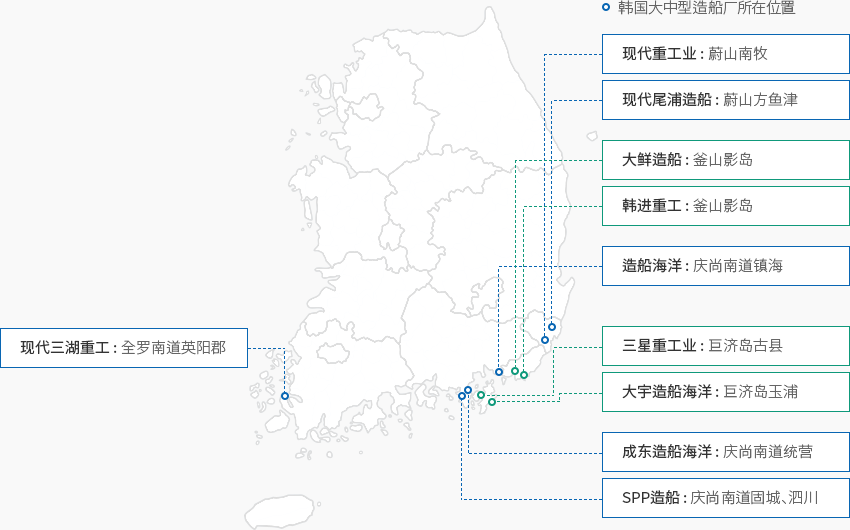 韩国大中型造船厂所在位置
现代重工业 : 蔚山南牧
现代尾浦造船 : 蔚山方鱼津
大鲜造船 : 釜山影岛
韩进重工 : 釜山影岛
造船海洋 : 庆尚南道镇海
现代三湖重工 : 全罗南道英阳郡
三星重工业 : 巨济岛古县
大宇造船海洋 : 巨济岛玉浦
成东造船海洋 : 庆尚南道统营
SPP造船 : 庆尚南道固城、泗川